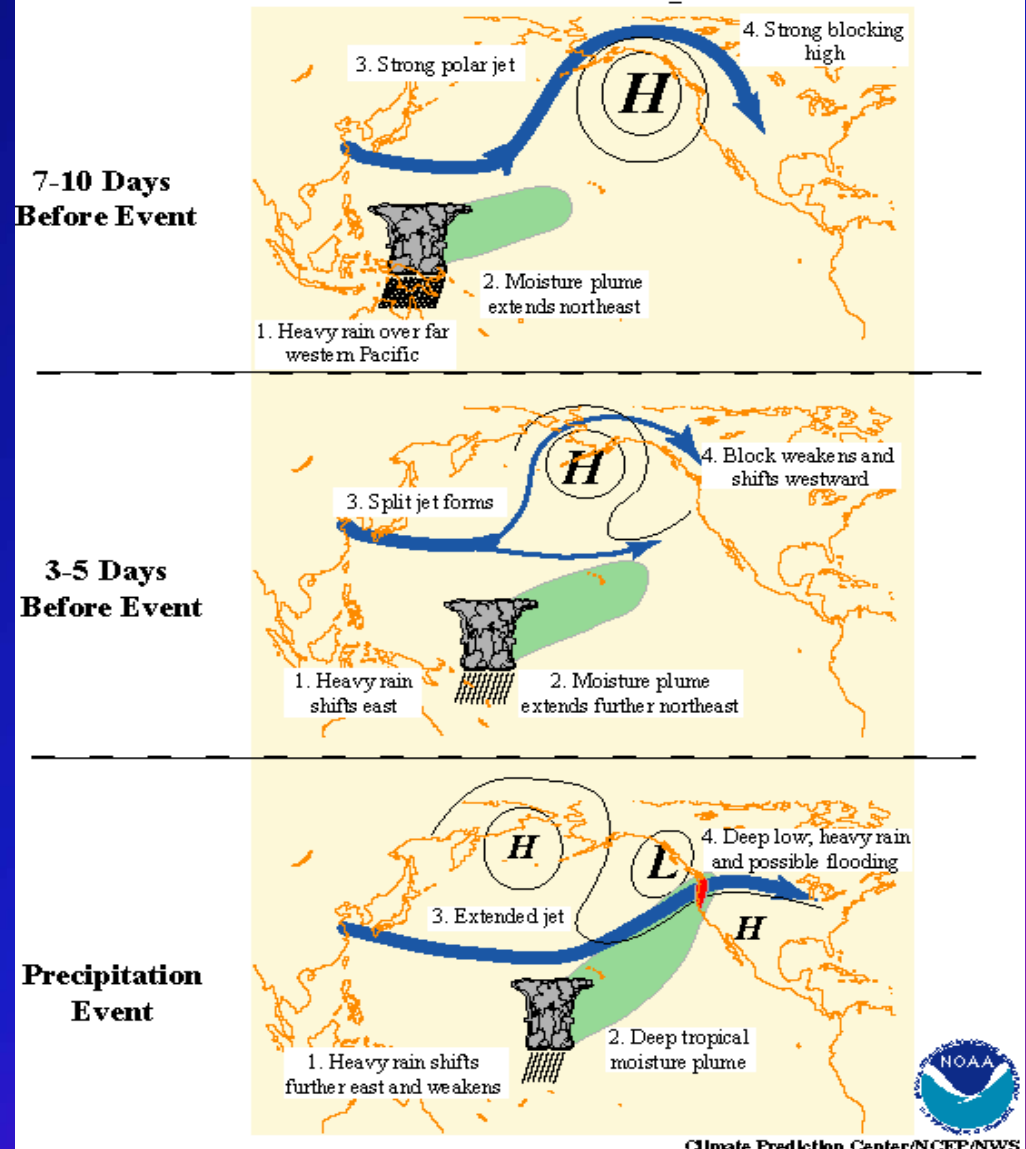 4. Strong blocking
high
3. Strong polar jet
H
7-10 Days
Before Event
2. Moisture plume
extends northeast
1. Heavy rain over far
western Pacific
H
4. Block weakens and
shifts westward
3. Split jet forms
3-5 Days
Before Event
1. Heavy rain
shifts east
2. Moisture plume
extends further northeast
H
L
4. Deep low, heavy rain
and possible flooding
3. Extended jet
H
Precipitation
Event
2. Deep tropical
moisture plume
1. Heavy rain shifts
further east and weakens
NOAA
Climate Prediction Center/NCEP/NWS